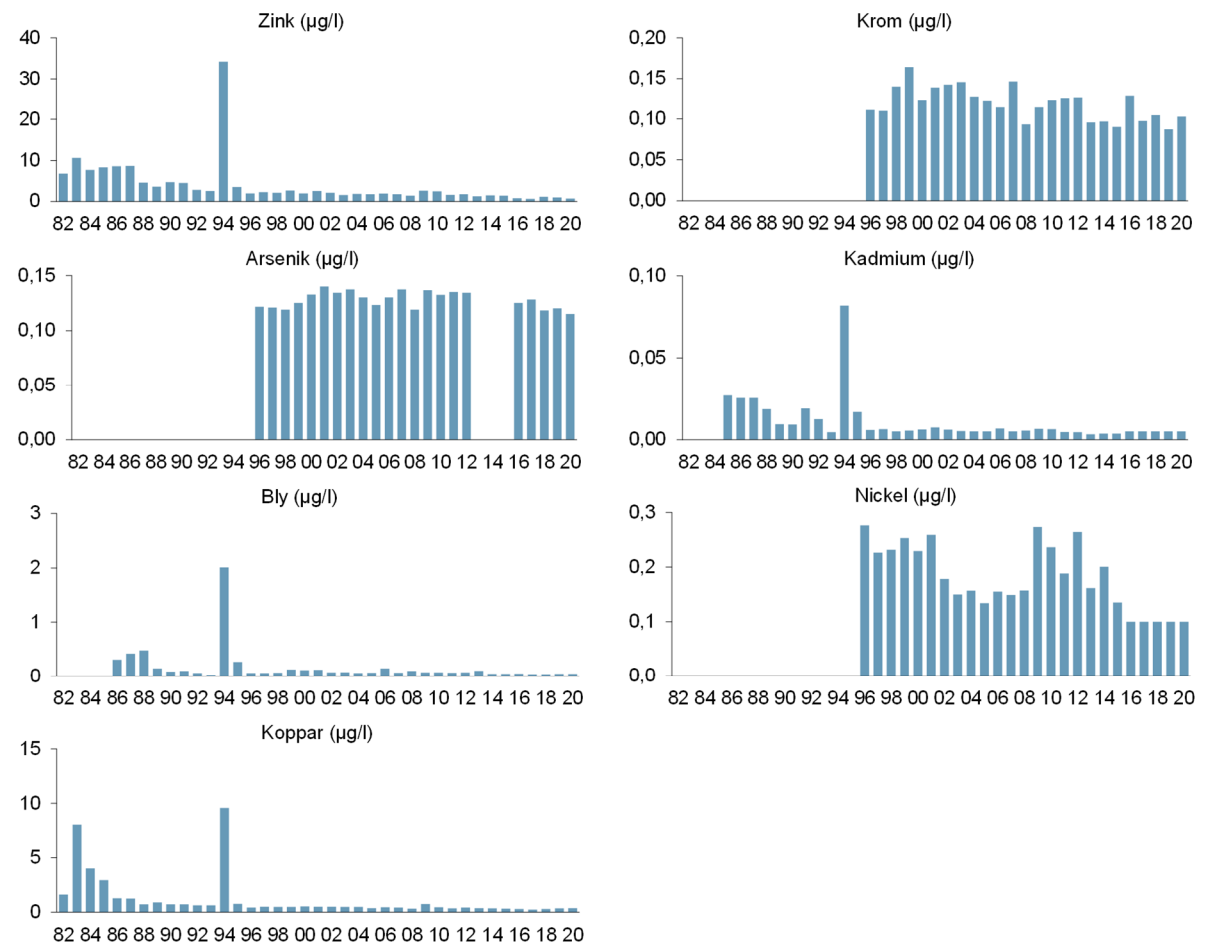 Zink (µg/l)
40
30
20
10
0
82 84 86 88 90 92 94 96 98 00 02 04 06 08 10 12 14 16 18 20
Krom (µg/l)
0,20
0,15
0,10
0,05
0,00
82 84 86 88 90 92 94 96 98 00 02 04 06 08 10 12 14 16 18 20
Arsenik (µg/l)
0,15
0,10
0,05
0,00
82 84 86 88 90 92 94 96 98 00 02 04 06 08 10 12 14 16 18 20
Kadmium (µg/l)
0,10
0,05
0,00
82 84 86 88 90 92 94 96 98 00 02 04 06 08 10 12 14 16 18 20
Bly (µg/l)
3
2
1
0
82 84 86 88 90 92 94 96 98 00 02 04 06 08 10 12 14 16 18 20
Nickel (µg/l)
0,3
0,2
0,1
0,0
82 84 86 88 90 92 94 96 98 00 02 04 06 08 10 12 14 16 18 20
Koppar (µg/l)
15
10
5
0
82 84 86 88 90 92 94 96 98 00 02 04 06 08 10 12 14 16 18 20